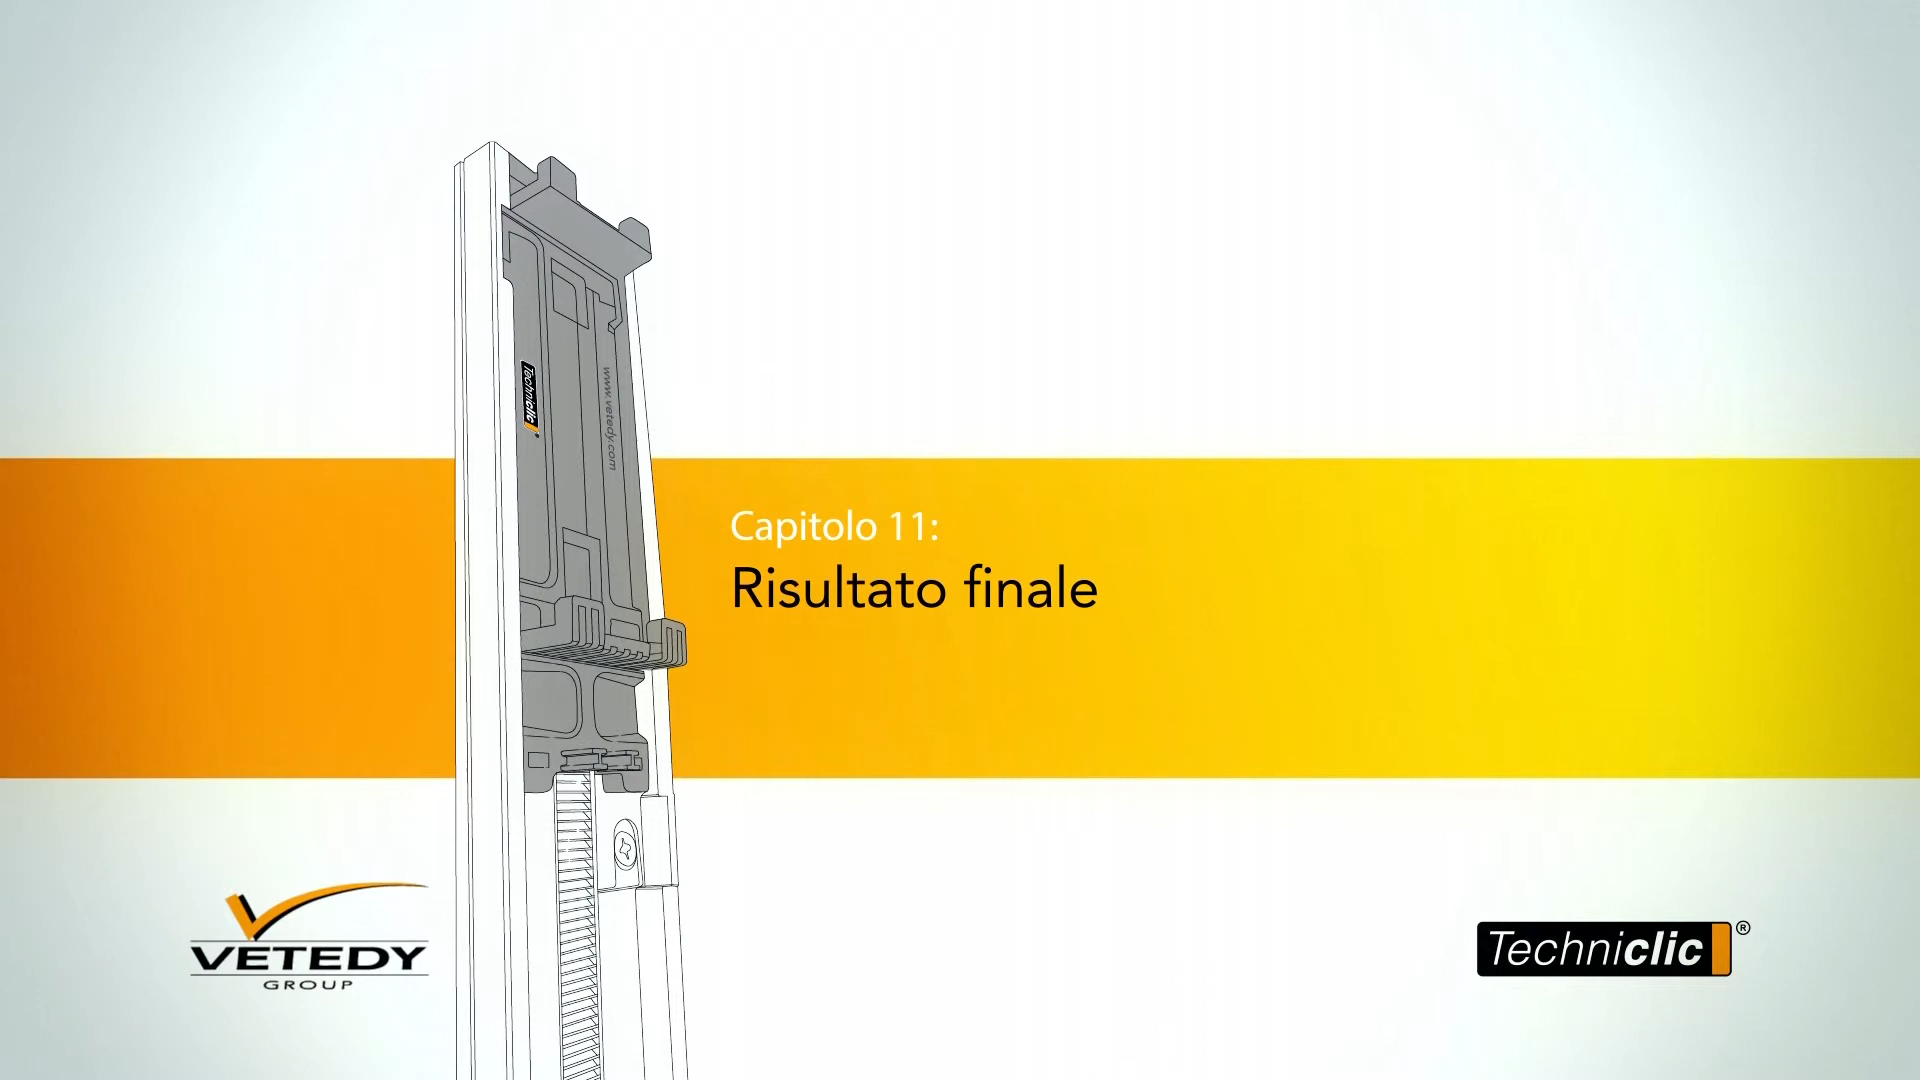 Techniclic
www.vetedy.com
Capitolo 11:
Risultato finale
VETEDY
GROUP
Techniclic®